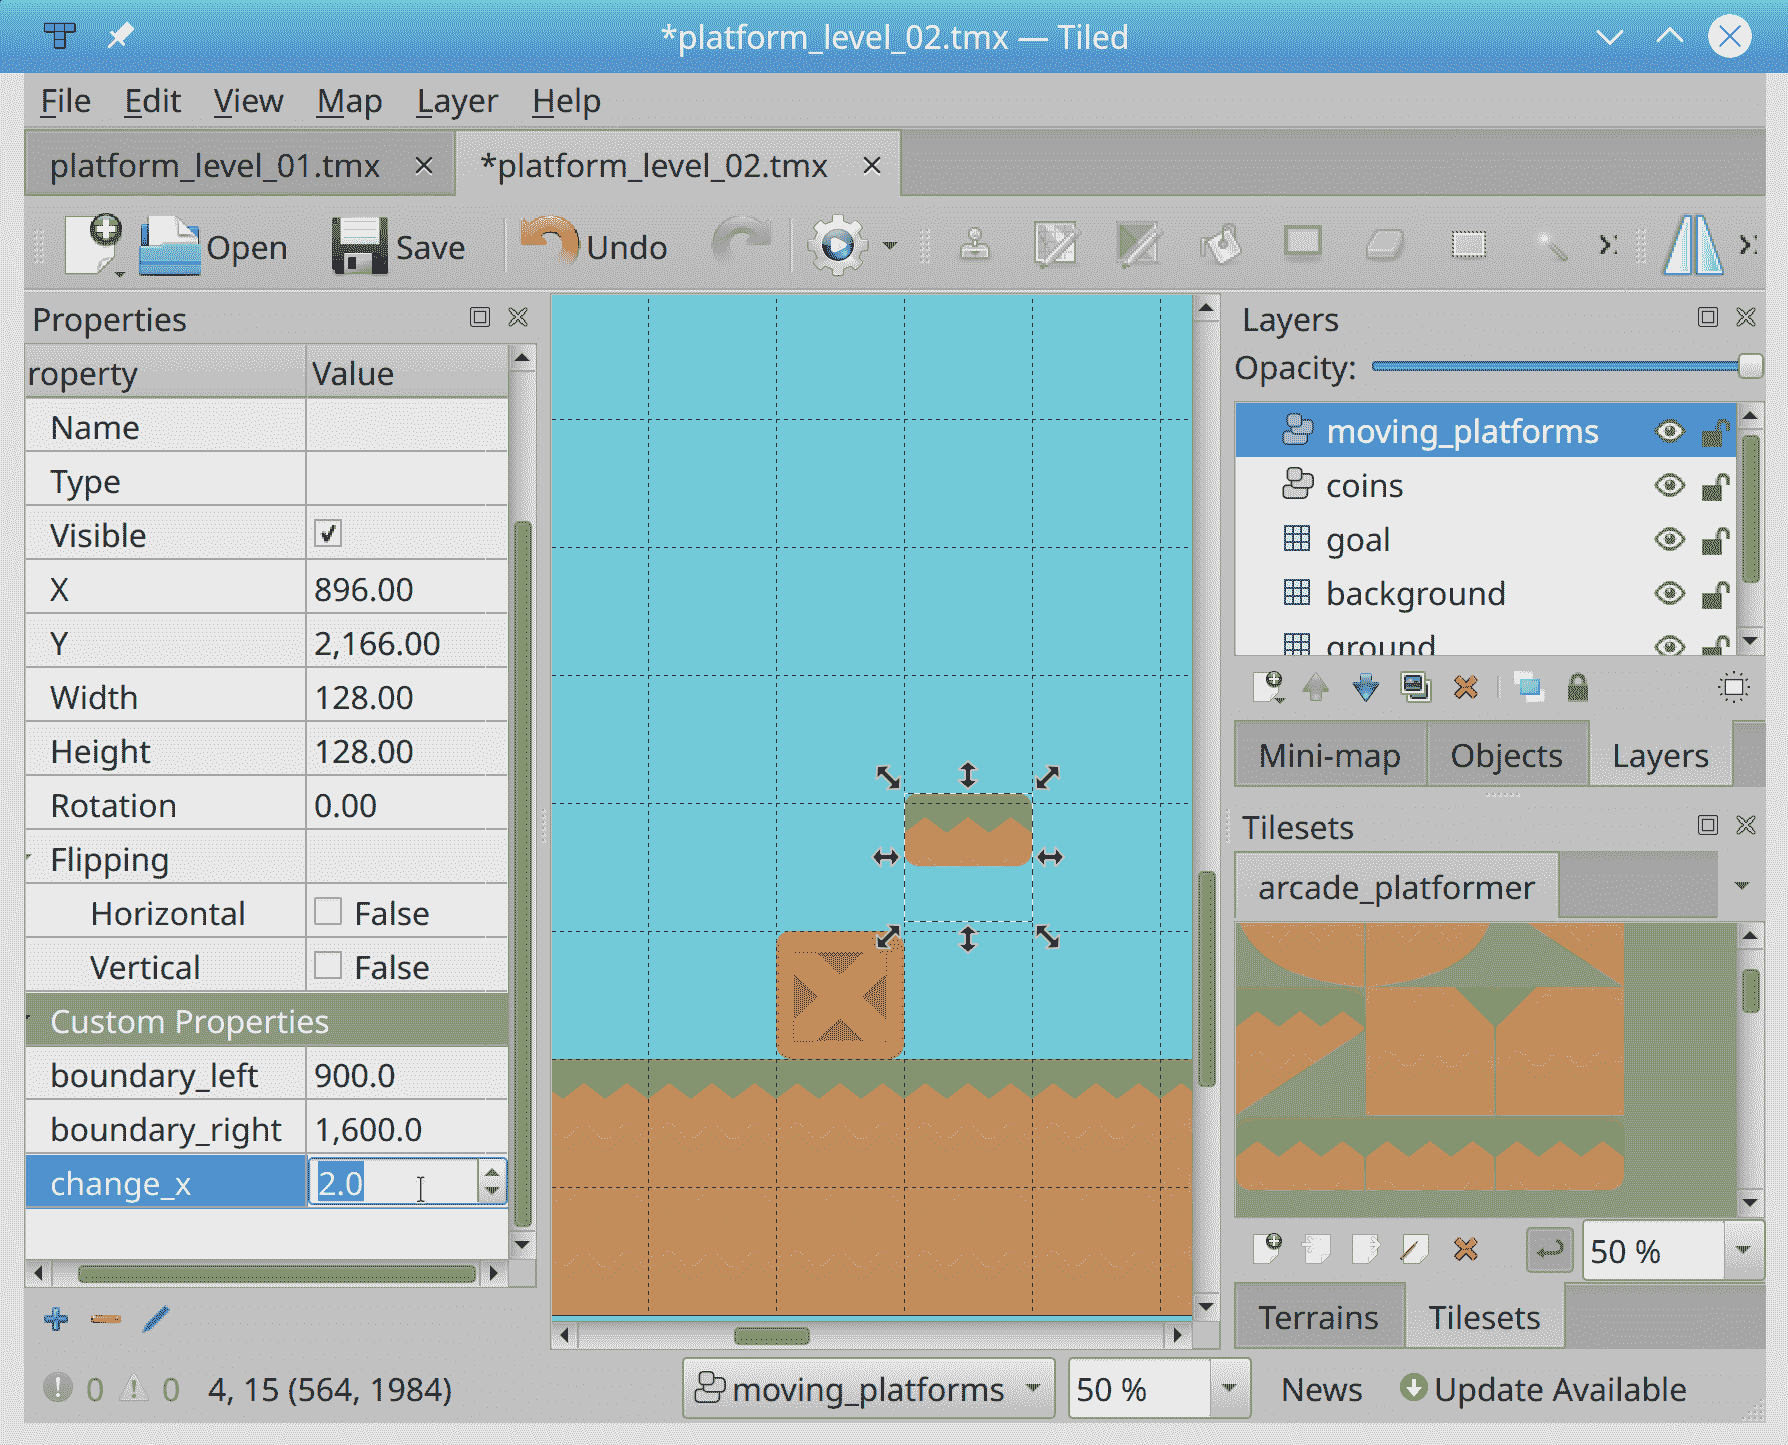 *platform_level_02.tmx — Tiled
File Edit View Map Layer Help
platform_level_01.tmx *platform_level_02.tmx
Open Save Undo
Properties
roperty Value
Name
Type
Visible
X 896.00
Y 2,166.00
Width 128.00
Height 128.00
Rotation 0.00
Flipping
Horizontal False
Vertical False
Custom Properties
boundary_left 900.0
boundary_right 1,600.0
change_x 2.0
Layers
Opacity:
moving_platforms
coins
goal
background
ground
Mini-map Objects Layers
Tilesets
arcade_platformer
50 %
Terrains Tilesets
0 0 4, 15 (564, 1984) moving_platforms 50 % News Update Available